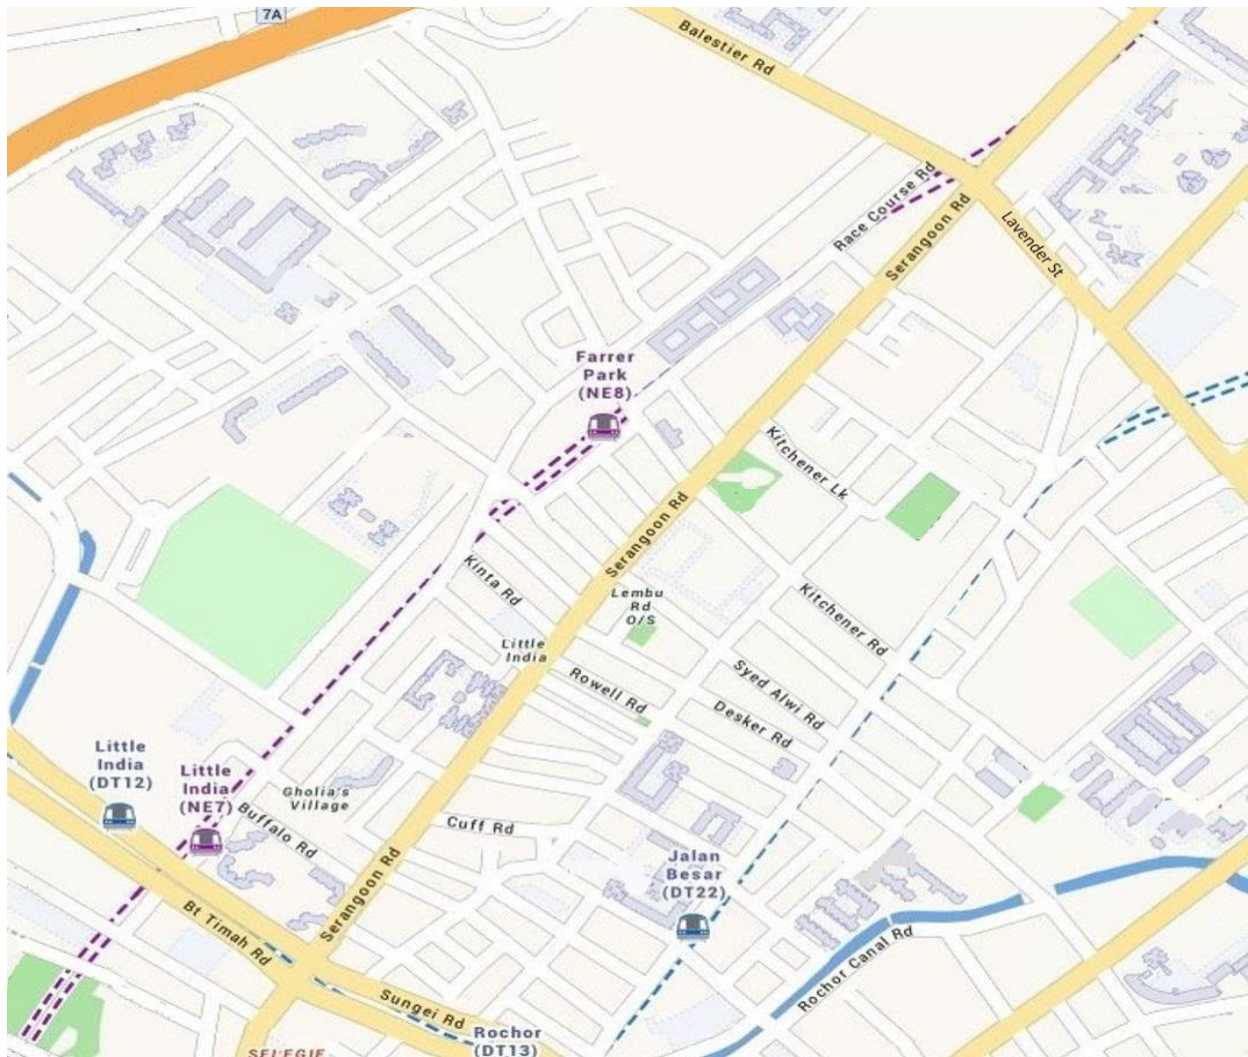 7A
Balestier Rd
Race Course Rd
Serangoon Rd
Lavender St
Farrer
Park
(NE8)
Kitchener Lk
Serangoon Rd
Kinta Rd
Lembu
Rd
O/S
Kitchener Rd
Little
India
Rowell Rd
Syed Alwi Rd
Desker Rd
Little
India
(DT12)
Little
India
(NE7)
Gholia's
Village
Buffalo Rd
Cuff Rd
Serangoon Rd
Jalan
Besar
(DT22)
Bt Timah Rd
Rochor Canal Rd
Sungei Rd
Rochor
(DT13)
SELEGIE